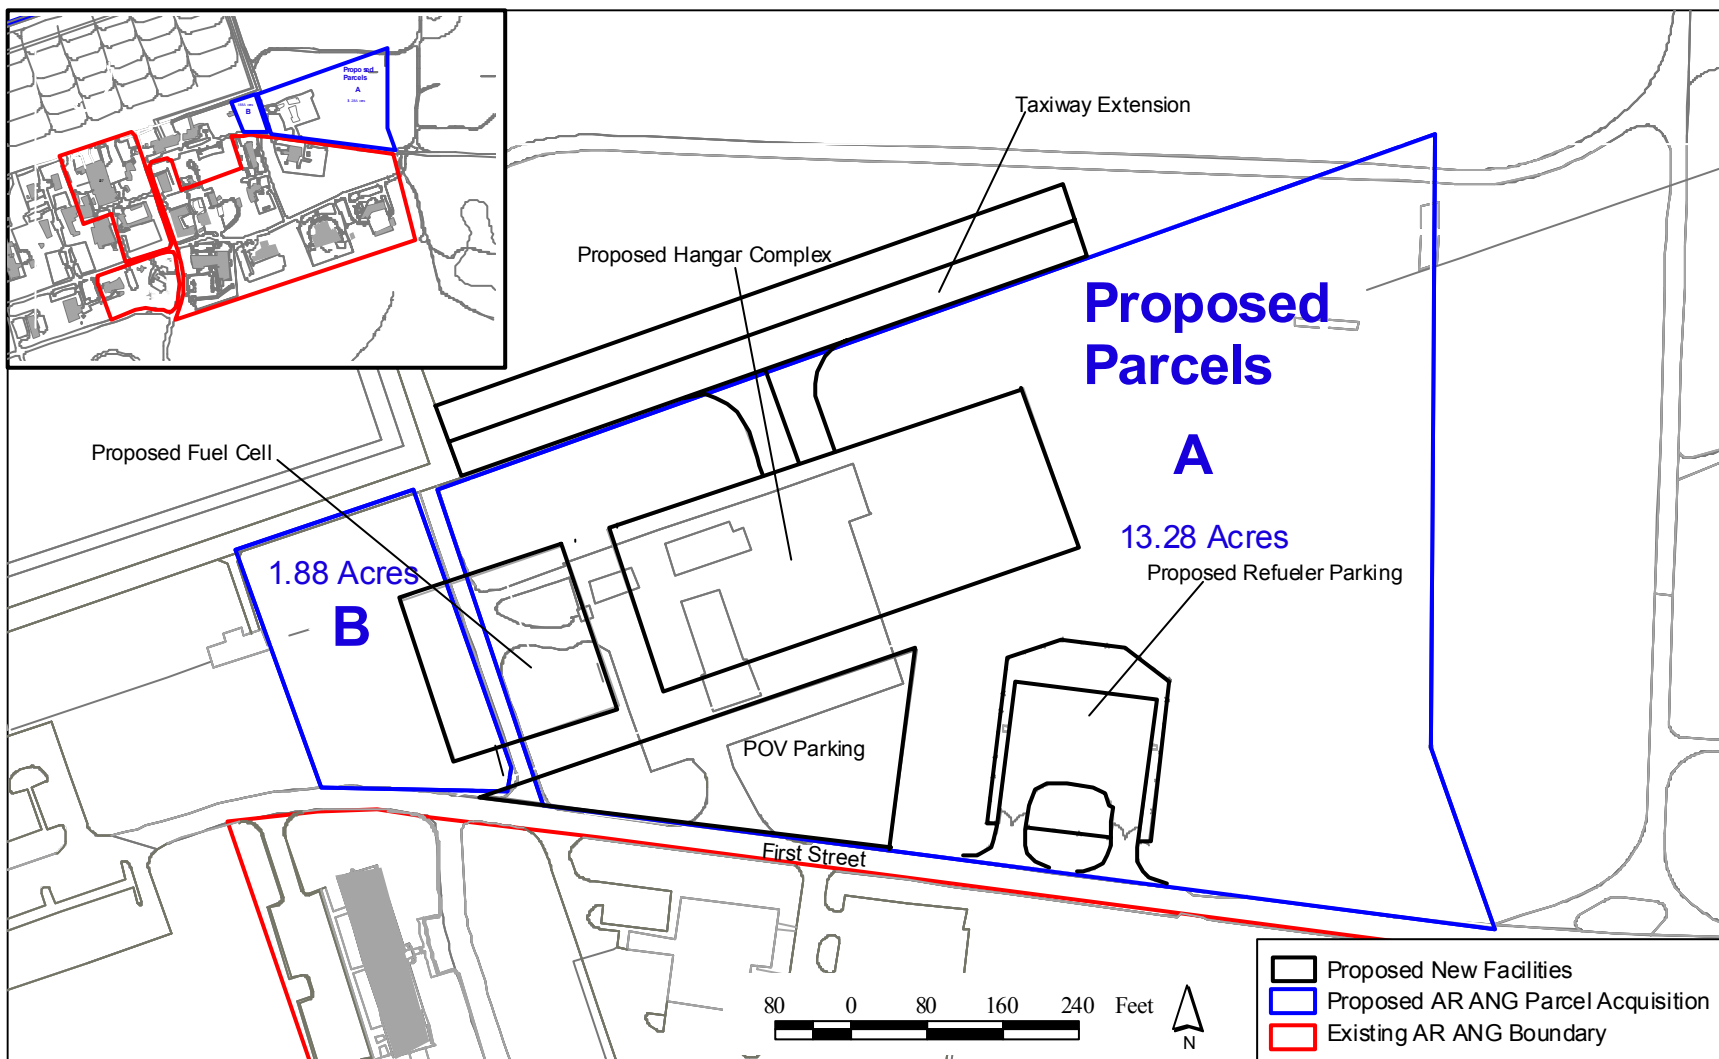 Proposed
Parcels
A
B
Taxiway Extension
Proposed Hangar Complex
Proposed
Parcels
A
13.28 Acres
Proposed Fuel Cell
1.88 Acres
B
Proposed Refueler Parking
POV Parking
First Street
80 0 80 160 240 Feet
N
Proposed New Facilities
Proposed AR ANG Parcel Acquisition
Existing AR ANG Boundary